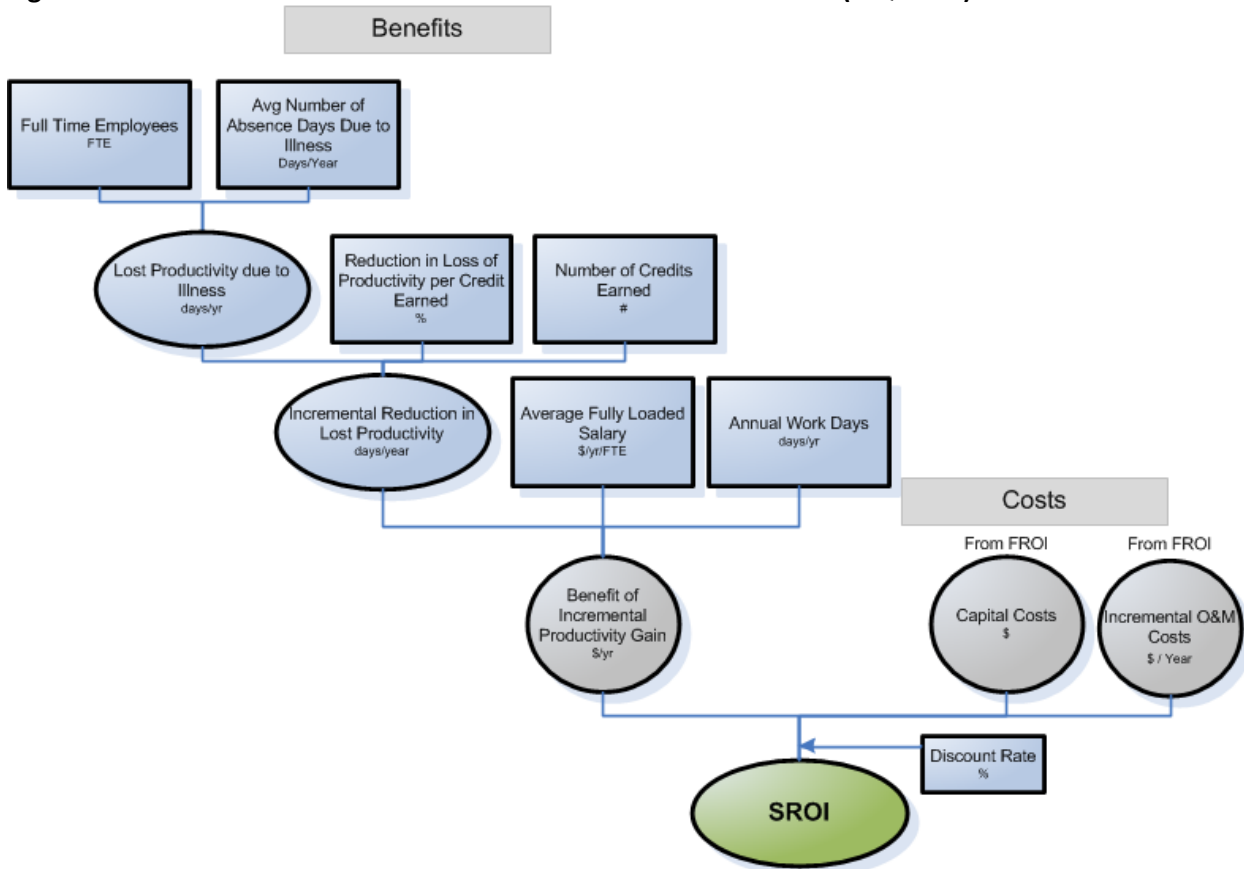 Benefits
Full Time Employees
FTE
Avg Number of
Absence Days Due to
Illness
Days/Year
Lost Productivity due to
Illness
days/yr
Reduction in Loss of
Productivity per Credit
Earned
%
Number of Credits
Earned
#
Incremental Reduction in
Lost Productivity
days/year
Average Fully Loaded
Salary
$/yr/FTE
Annual Work Days
days/yr
Costs
From FROI
From FROI
Benefit of
Incremental
Productivity Gain
$/yr
Capital Costs
$
Incremental O&M
Costs
$ / Year
Discount Rate
%
SROI